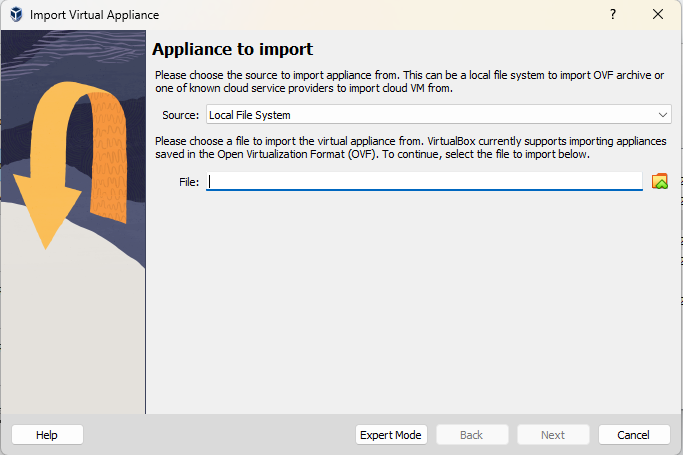 Import Virtual Appliance
?
Appliance to import
Please choose the source to import appliance from. This can be a local file system to import OVF archive or
one of known cloud service providers to import cloud VM from.
Source: Local File System
Please choose a file to import the virtual appliance from. VirtualBox currently supports importing appliances
saved in the Open Virtualization Format (OVF). To continue, select the file to import below.
File:
Help Expert Mode Back Next Cancel